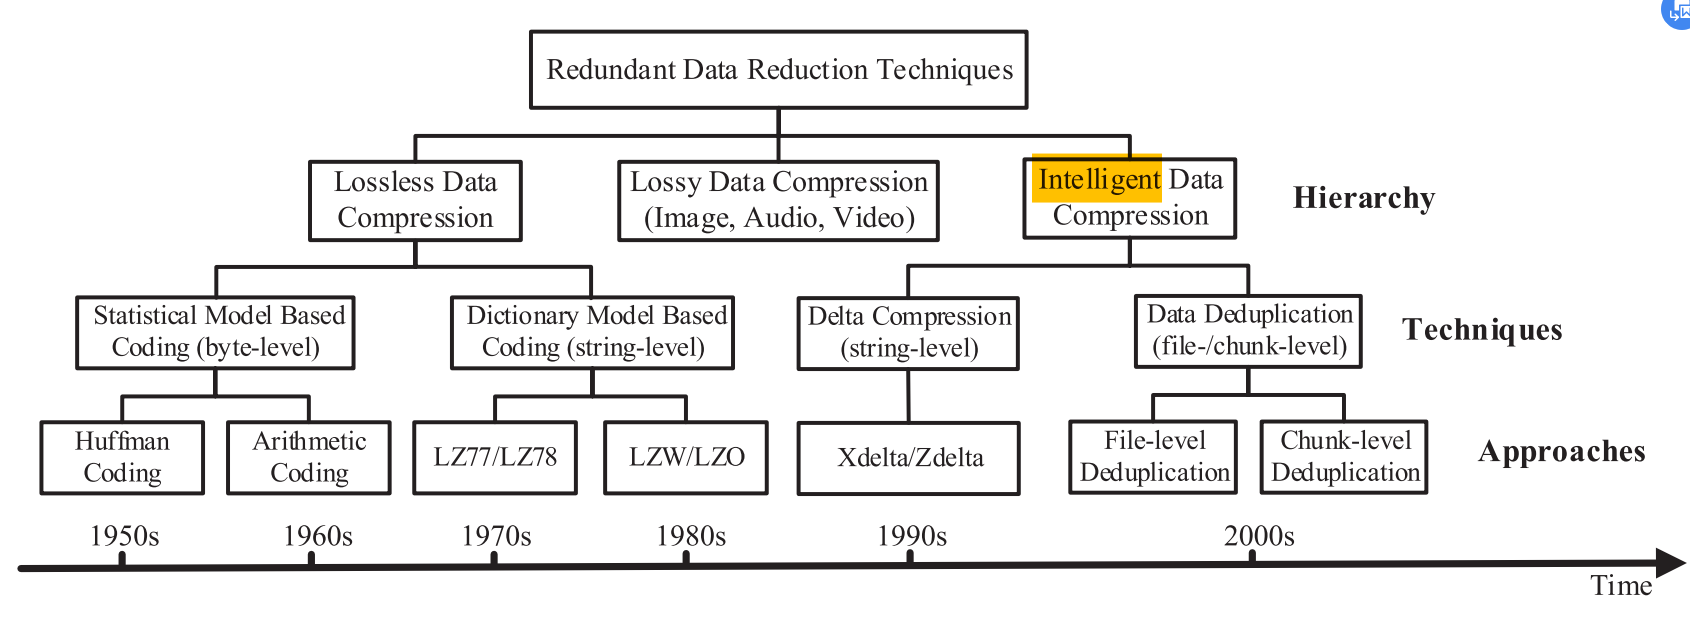 Redundant Data Reduction Techniques
Lossless Data
Compression
Lossy Data Compression
(Image, Audio, Video)
Intelligent Data
Compression
Hierarchy
Statistical Model Based
Coding (byte-level)
Dictionary Model Based
Coding (string-level)
Delta Compression
(string-level)
Data Deduplication
(file-/chunk-level)
Techniques
Huffman
Coding
Arithmetic
Coding
LZ77/LZ78
LZW/LZO
Xdelta/Zdelta
File-level
Deduplication
Chunk-level
Deduplication
Approaches
1950s
1960s
1970s
1980s
1990s
2000s
Time